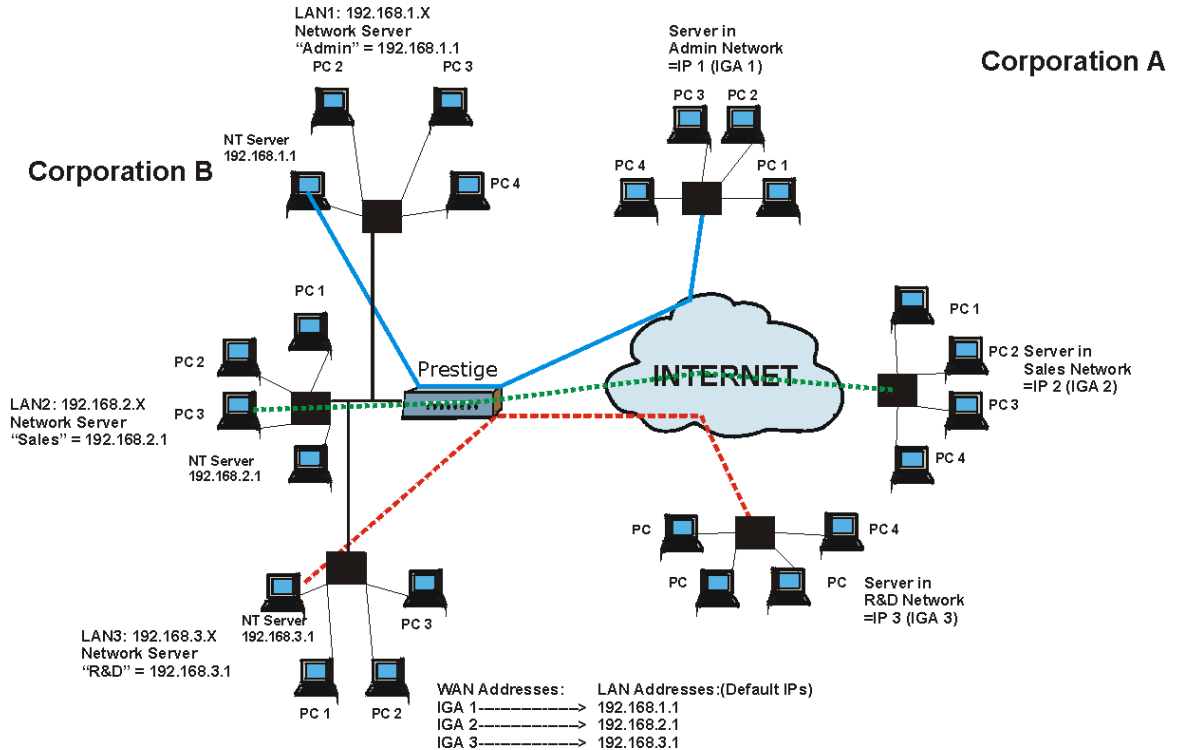 LAN1: 192.168.1.X
Network Server
“Admin” = 192.168.1.1
PC 2
PC 3
NT Server
192.168.1.1
PC 4
Corporation B
Server in
Admin Network
=IP 1 (IGA 1)
Corporation A
PC 3
PC 2
PC 4
PC 1
PC 1
PC 2
PC 3
LAN2: 192.168.2.X
Network Server
“Sales” = 192.168.2.1
NT Server
192.168.2.1
Prestige
INTERNET
PC 1
PC 2
Server in
Sales Network
=IP 2 (IGA 2)
PC 3
PC 4
PC
PC 4
PC
PC
Server in
R&D Network
=IP 3 (IGA 3)
NT Server
192.168.3.1
PC 3
LAN3: 192.168.3.X
Network Server
“R&D” = 192.168.3.1
PC 1
PC 2
WAN Addresses: LAN Addresses:(Default IPs)
IGA 1--------------------> 192.168.1.1
IGA 2--------------------> 192.168.2.1
IGA 3--------------------> 192.168.3.1